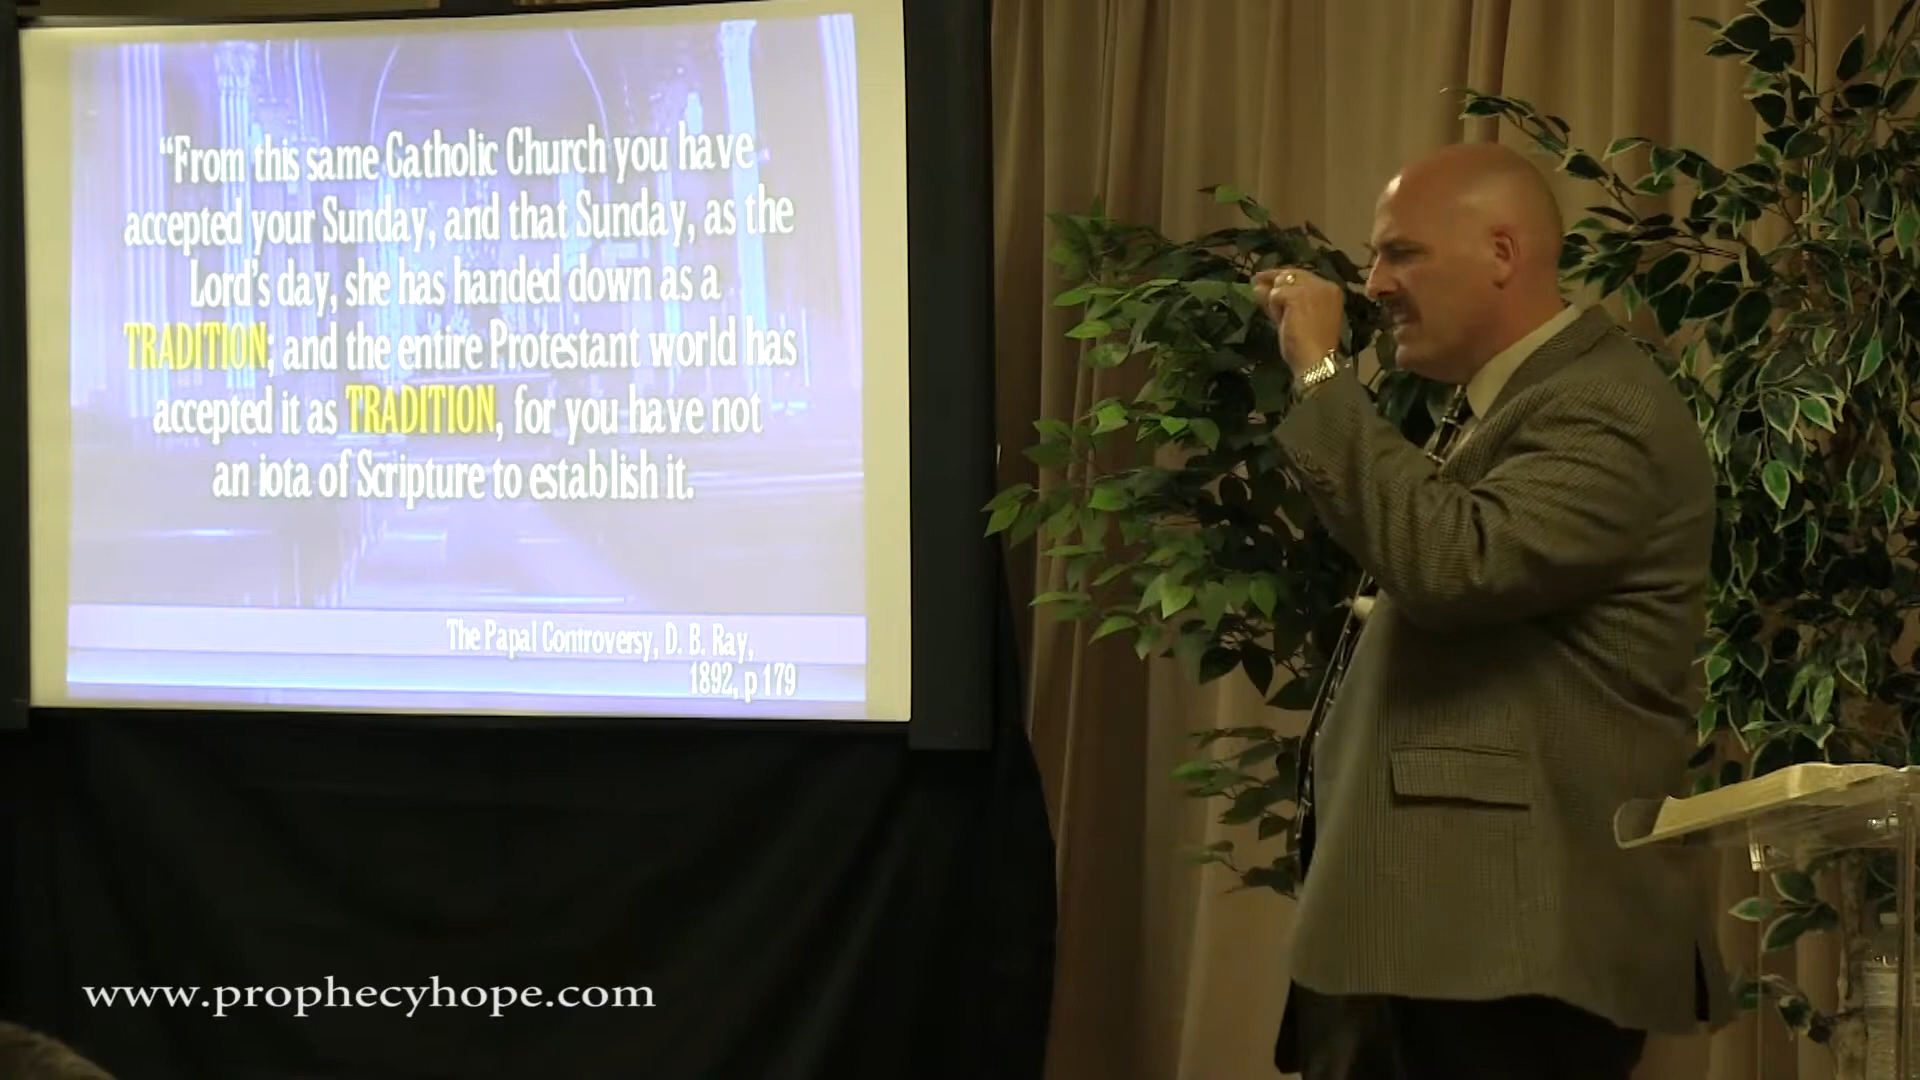 “From this same Catholic Church you have
accepted your Sunday, and that Sunday, as the
Lord's day, she has handed down as a
TRADITION; and the entire Protestant world has
accepted it as TRADITION, for you have not
an iota of Scripture to establish it.
The Papal Controversy, D. B. Ray,
1892, p 179
www.prophecyhope.com